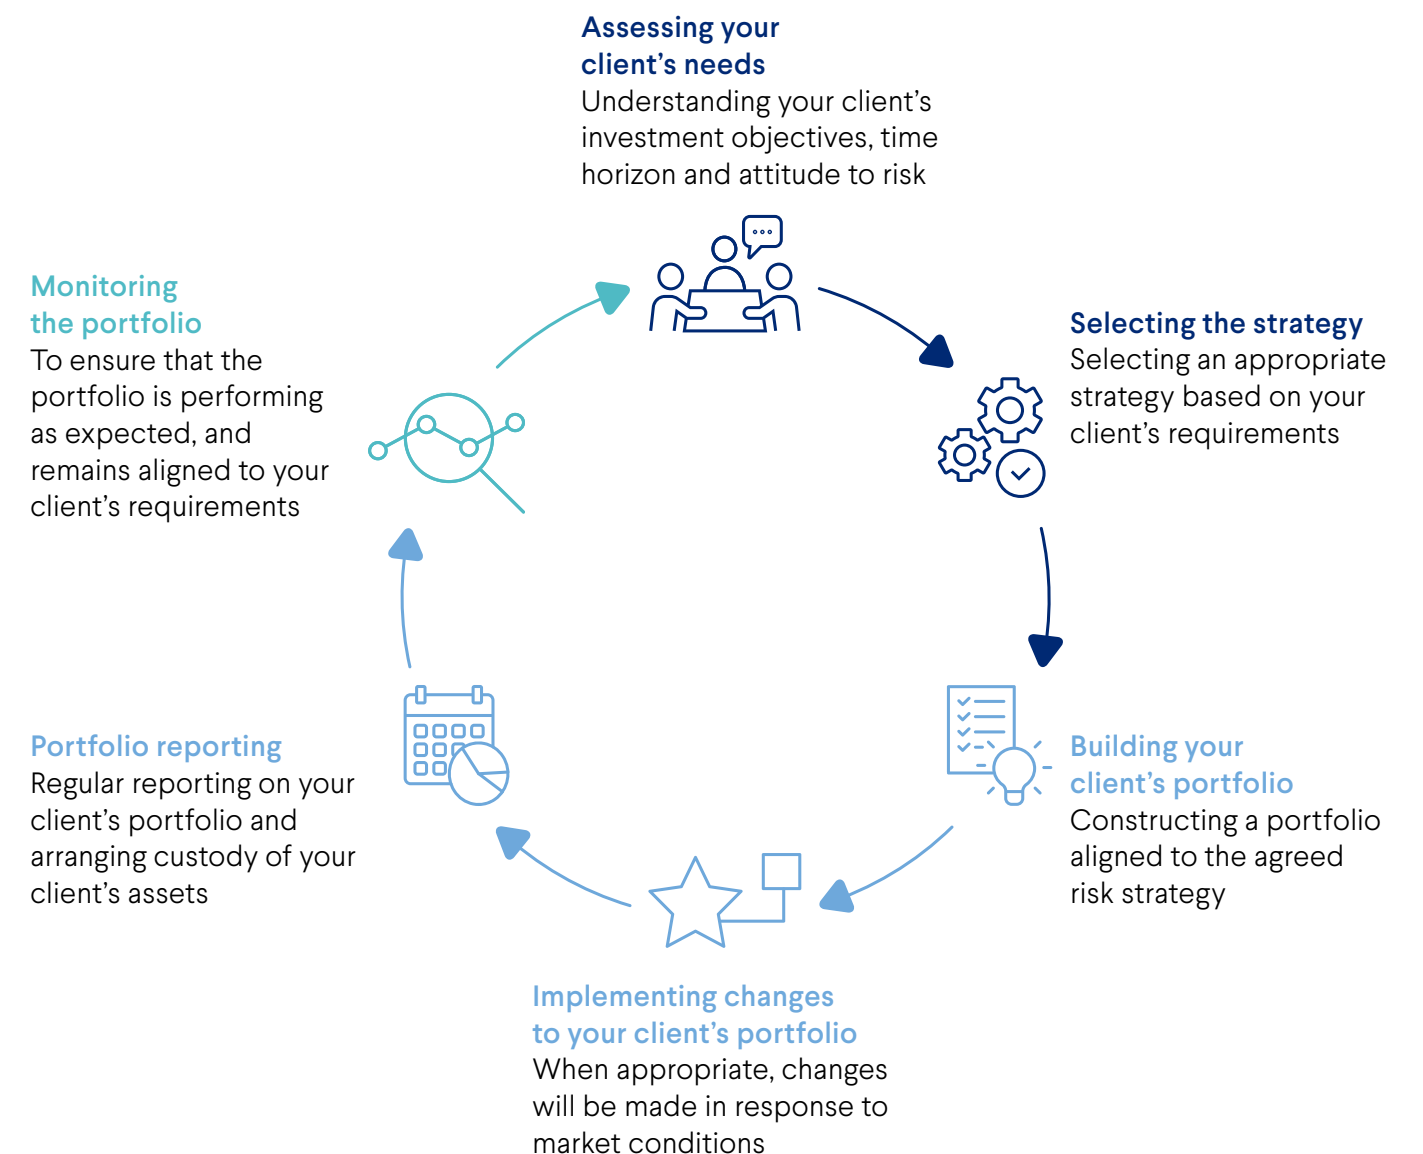 Assessing your
client’s needs
Understanding your client’s
investment objectives, time
horizon and attitude to risk
Selecting the strategy
Selecting an appropriate
strategy based on your
client’s requirements
Building your
client’s portfolio
Constructing a portfolio
aligned to the agreed
risk strategy
Implementing changes
to your client’s portfolio
When appropriate, changes
will be made in response to
market conditions
Portfolio reporting
Regular reporting on your
client’s portfolio and
arranging custody of your
client’s assets
Monitoring
the portfolio
To ensure that the
portfolio is performing
as expected, and
remains aligned to your
client’s requirements